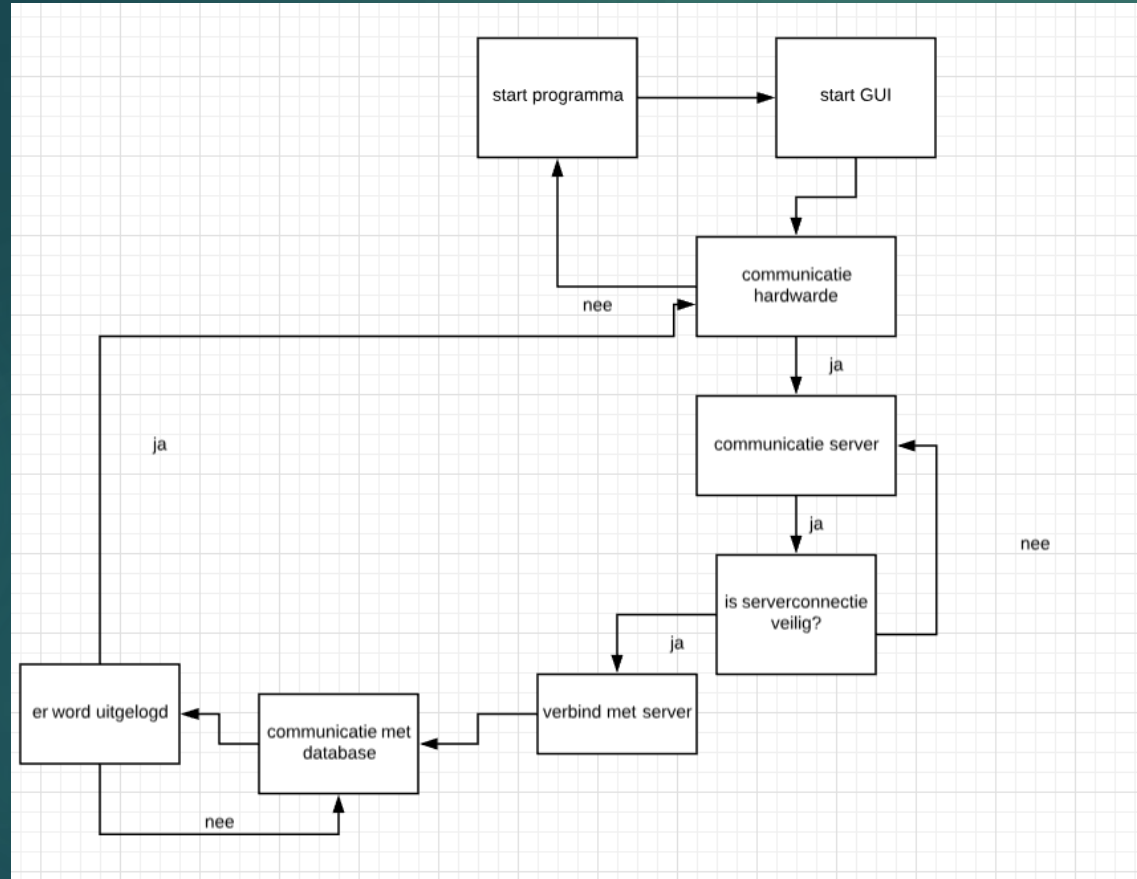 start programma
start GUI
communicatie
hardwarde
nee
ja
communicatie server
ja
ja
nee
is serverconnectie
veilig?
ja
verbind met server
er word uitgelogd
communicatie met
database
nee